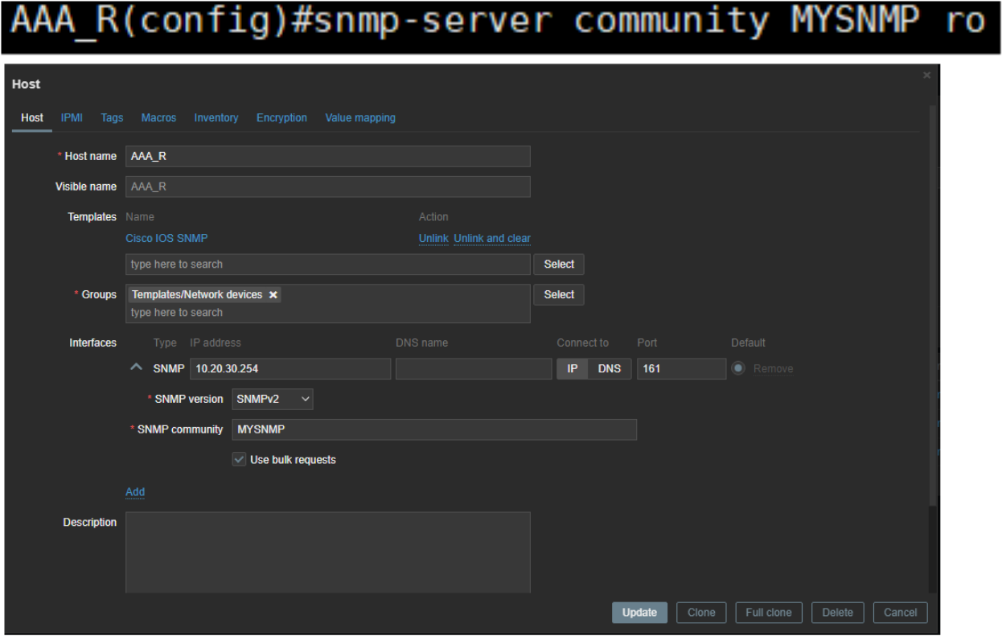 AAA_R(config)#snmp-server community MYSNMP ro
Host
Host IPMI Tags Macros Inventory Encryption Value mapping
* Host name AAA_R
Visible name AAA_R
Templates Name Action
Cisco IOS SNMP Unlink Unlink and clear
type here to search Select
* Groups Templates/Network devices × Select
type here to search
Interfaces Type IP address DNS name Connect to Port Default
SNMP 10.20.30.254 IP DNS 161 Remove
* SNMP version SNMPv2
* SNMP community MYSNMP
Use bulk requests
Add
Description
Update Clone Full clone Delete Cancel